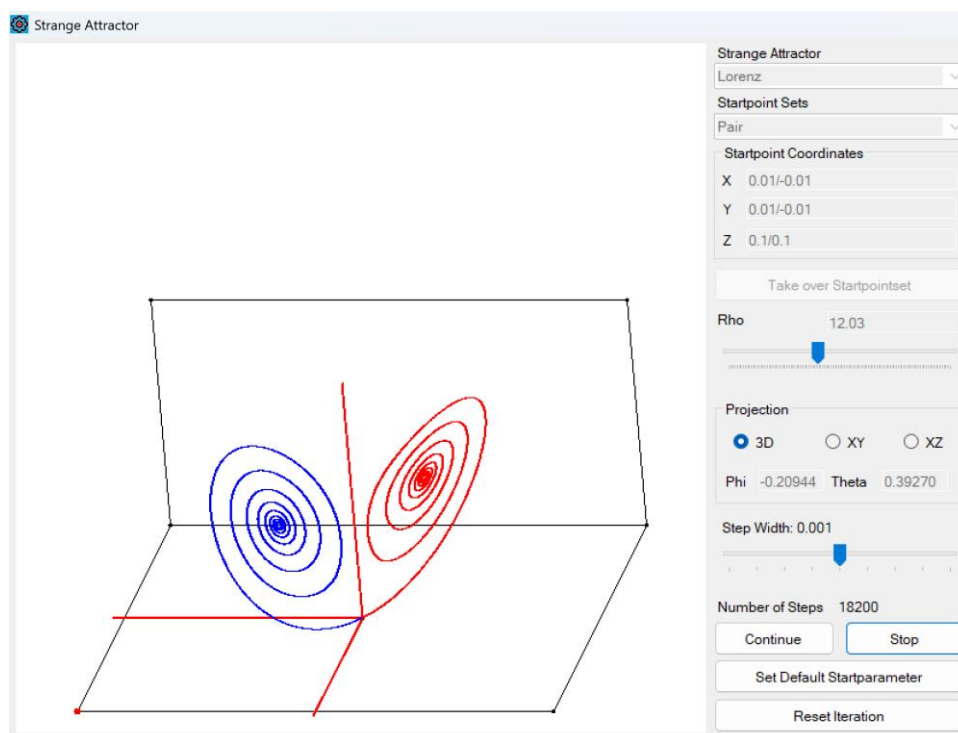 Strange Attractor
Strange Attractor
Lorenz
Startpoint Sets
Pair
Startpoint Coordinates
X 0.01/-0.01
Y 0.01/-0.01
Z 0.1/0.1
Take over Startpointset
Rho 12.03
Projection
3D XY XZ
Phi -0.20944 Theta 0.39270
Step Width: 0.001
Number of Steps 18200
Continue Stop
Set Default Startparameter
Reset Iteration